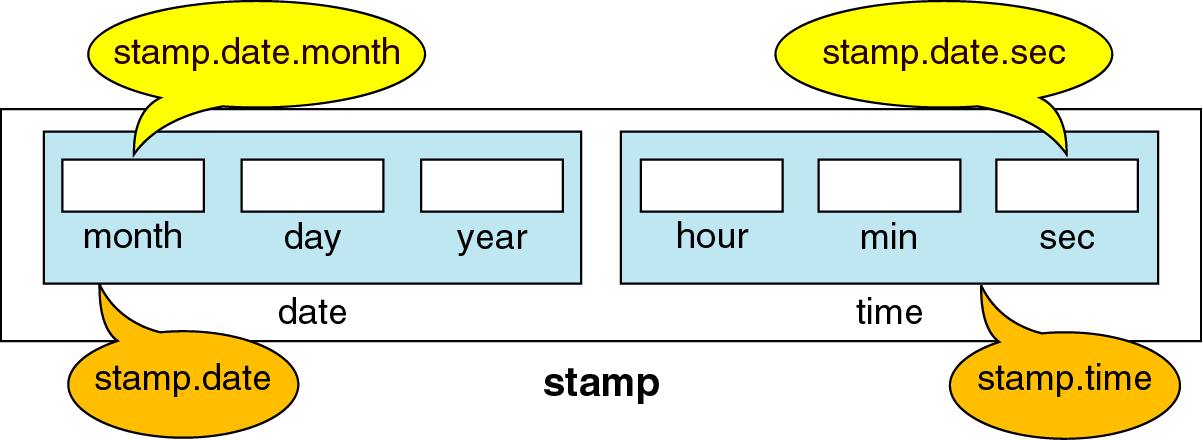 stamp.date.month
stamp.date.sec
month day year hour min sec
date time
stamp.date stamp.time
stamp